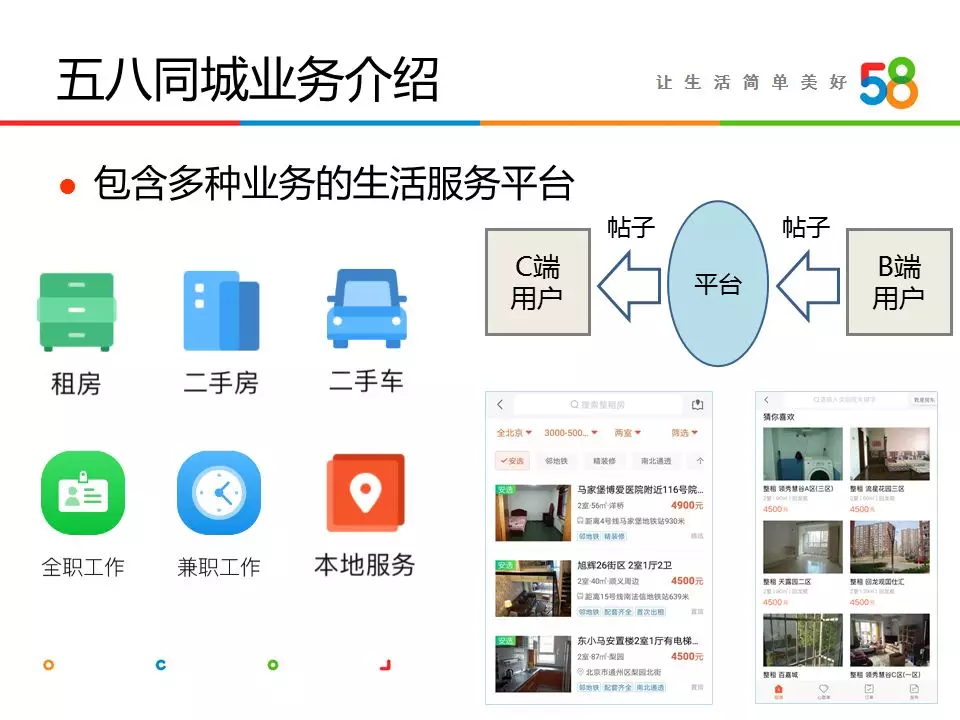 五八同城业务介绍
让生活简单美好
58
包含多种业务的生活服务平台
租房
二手房
二手车
全职工作
兼职工作
本地服务
C端
用户
帖子
平台
帖子
B端
用户
搜索整租房
全北京 3000-500... 两室 筛选
安选 邻地铁 精装修 南北通透 个
安选
马家堡博爱医院附近116号院...
2室·56㎡·洋桥 4900元
距离4号线马家堡地铁站930米
邻地铁 精装修
安选
旭辉26街区 2室1厅2卫
2室·40㎡·顺义周边 4500元
距离15号线南法信地铁站639米
邻地铁 配套齐全 首次出租
安选
东小马安置楼2室1厅有电梯...
2室·87㎡·梨园 4500元
北京市通州区梨园北街
邻地铁 配套齐全 南北通透
我是房东
猜你喜欢
整租 领秀慧谷A区(三区)
4500元
整租 流星花园三区
4500元
整租 天露园二区
4500元
整租 回龙观国仕汇
4500元
整租 百嘉城
整租 领秀慧谷C区(一区)